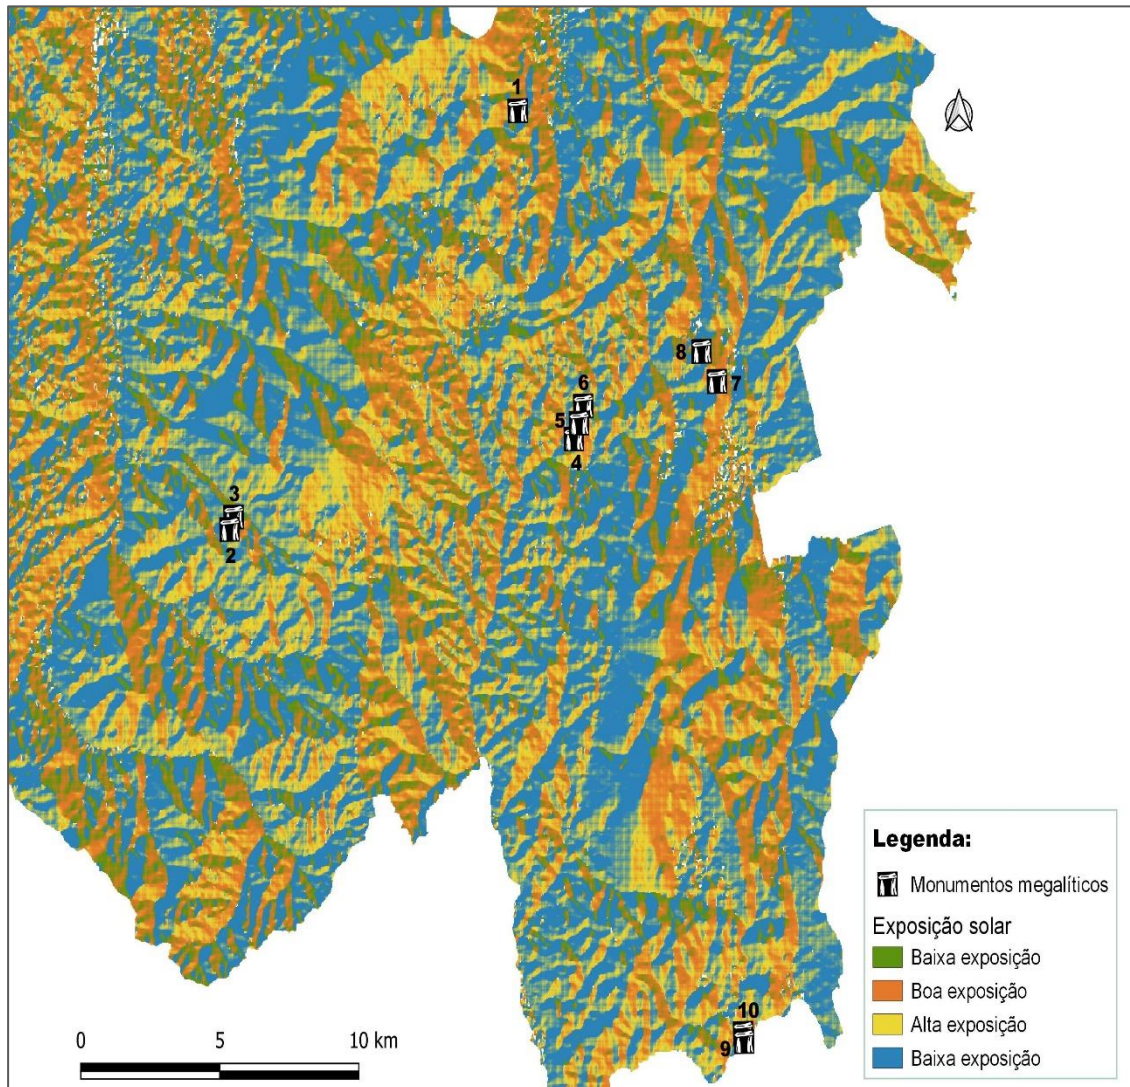 1
8
7
6
5
4
3
2
10
9
0 5 10 km
Legenda:
Monumentos megalíticos
Exposição solar
Baixa exposição
Boa exposição
Alta exposição
Baixa exposição